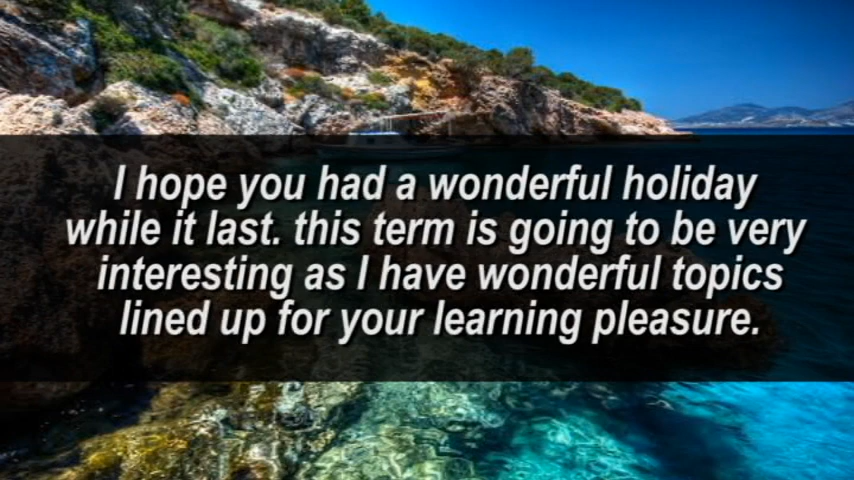 I hope you had a wonderful holiday
while it last. this term is going to be very
interesting as I have wonderful topics
lined up for your learning pleasure.